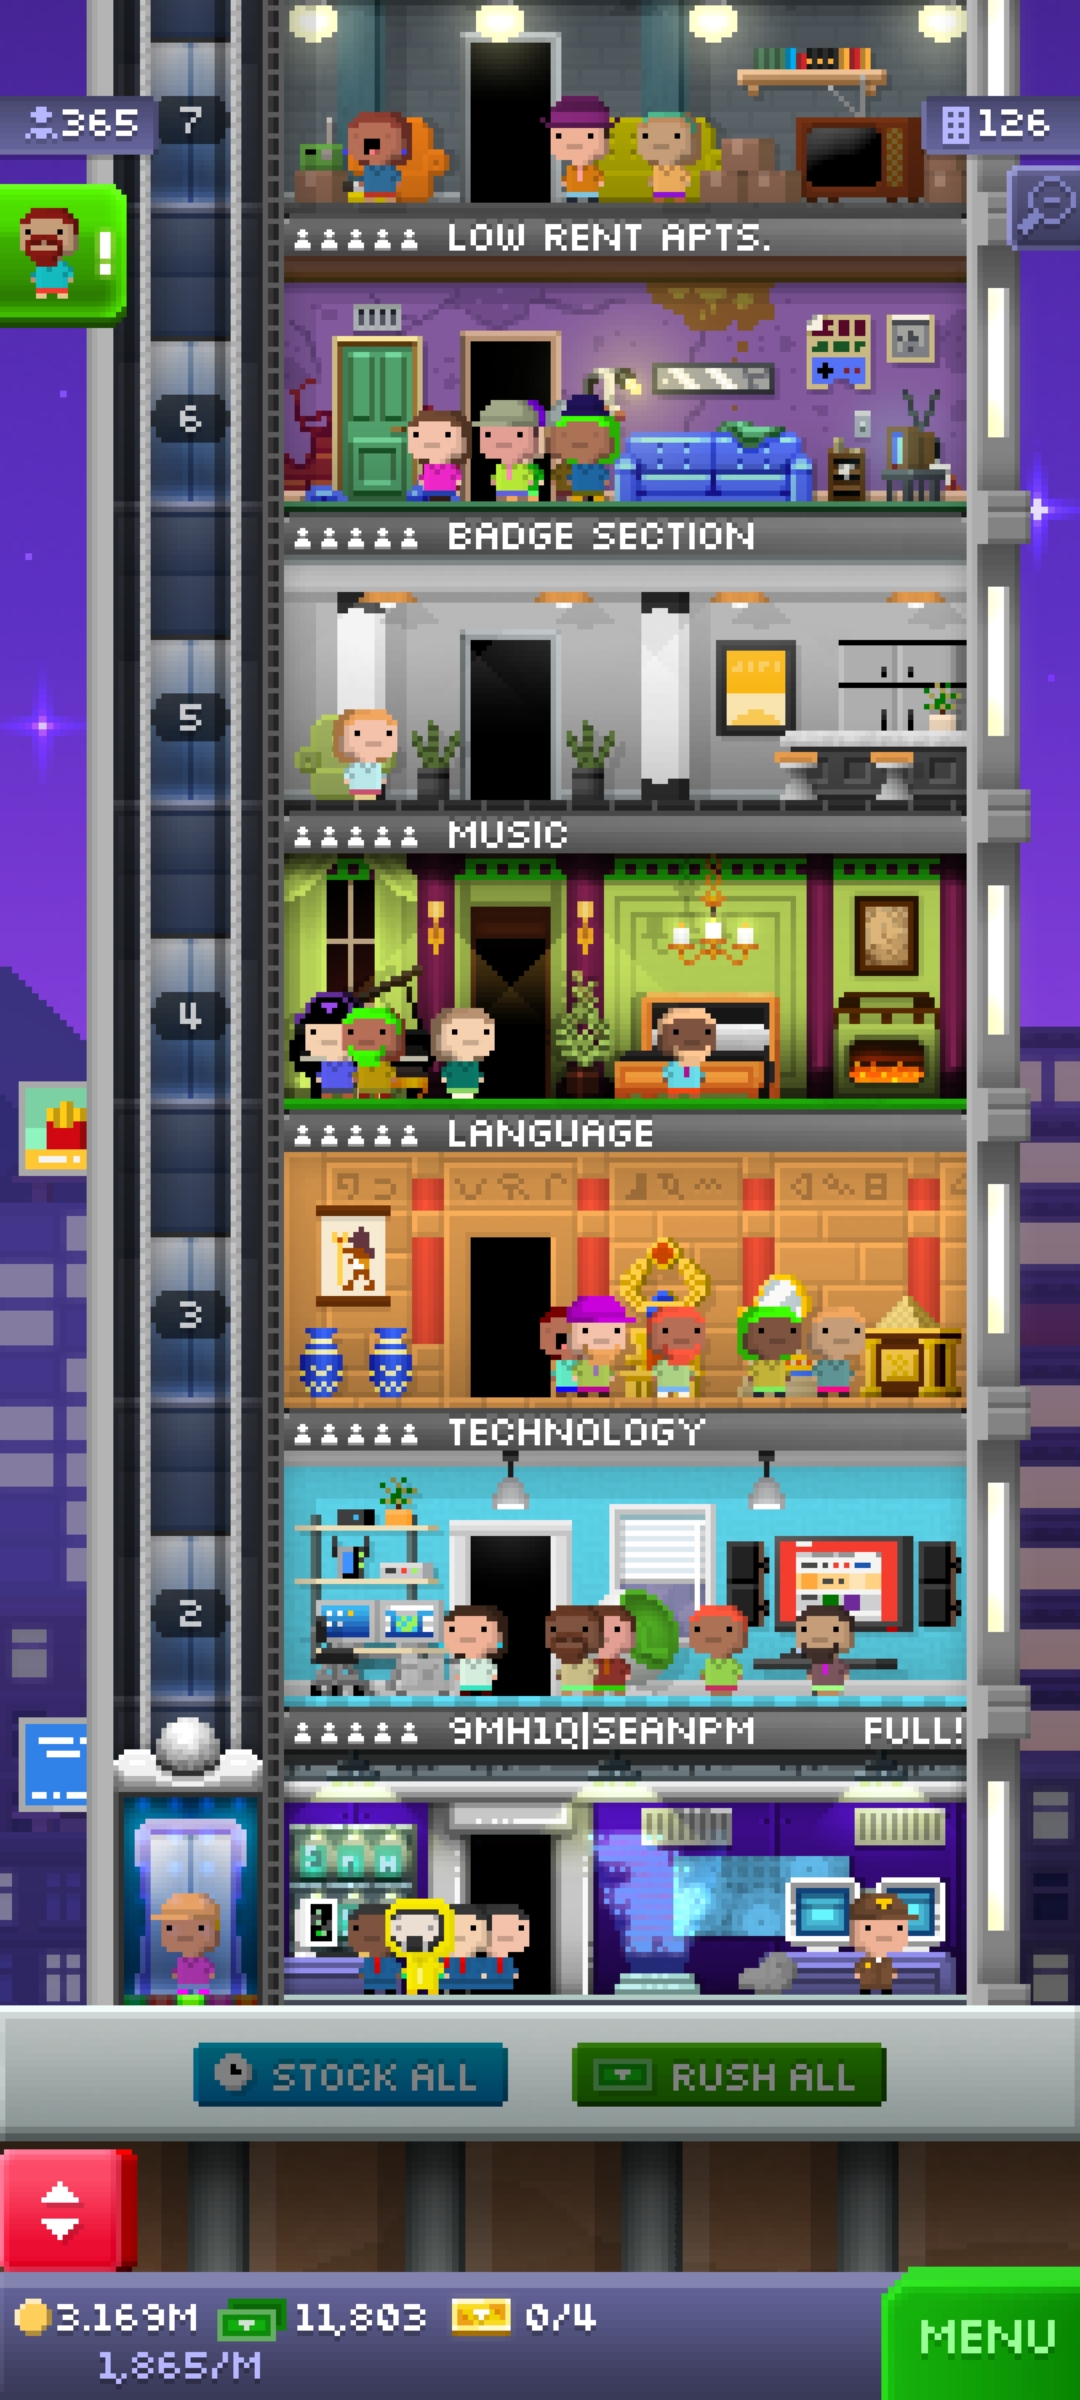 365
7
126
!
LOW RENT APTS.
6
BADGE SECTION
5
MUSIC
4
LANGUAGE
3
TECHNOLOGY
2
9MH1Q|SEANPM FULL!
STOCK ALL
RUSH ALL
3.169M 11,803 0/4
1,865/M
MENU